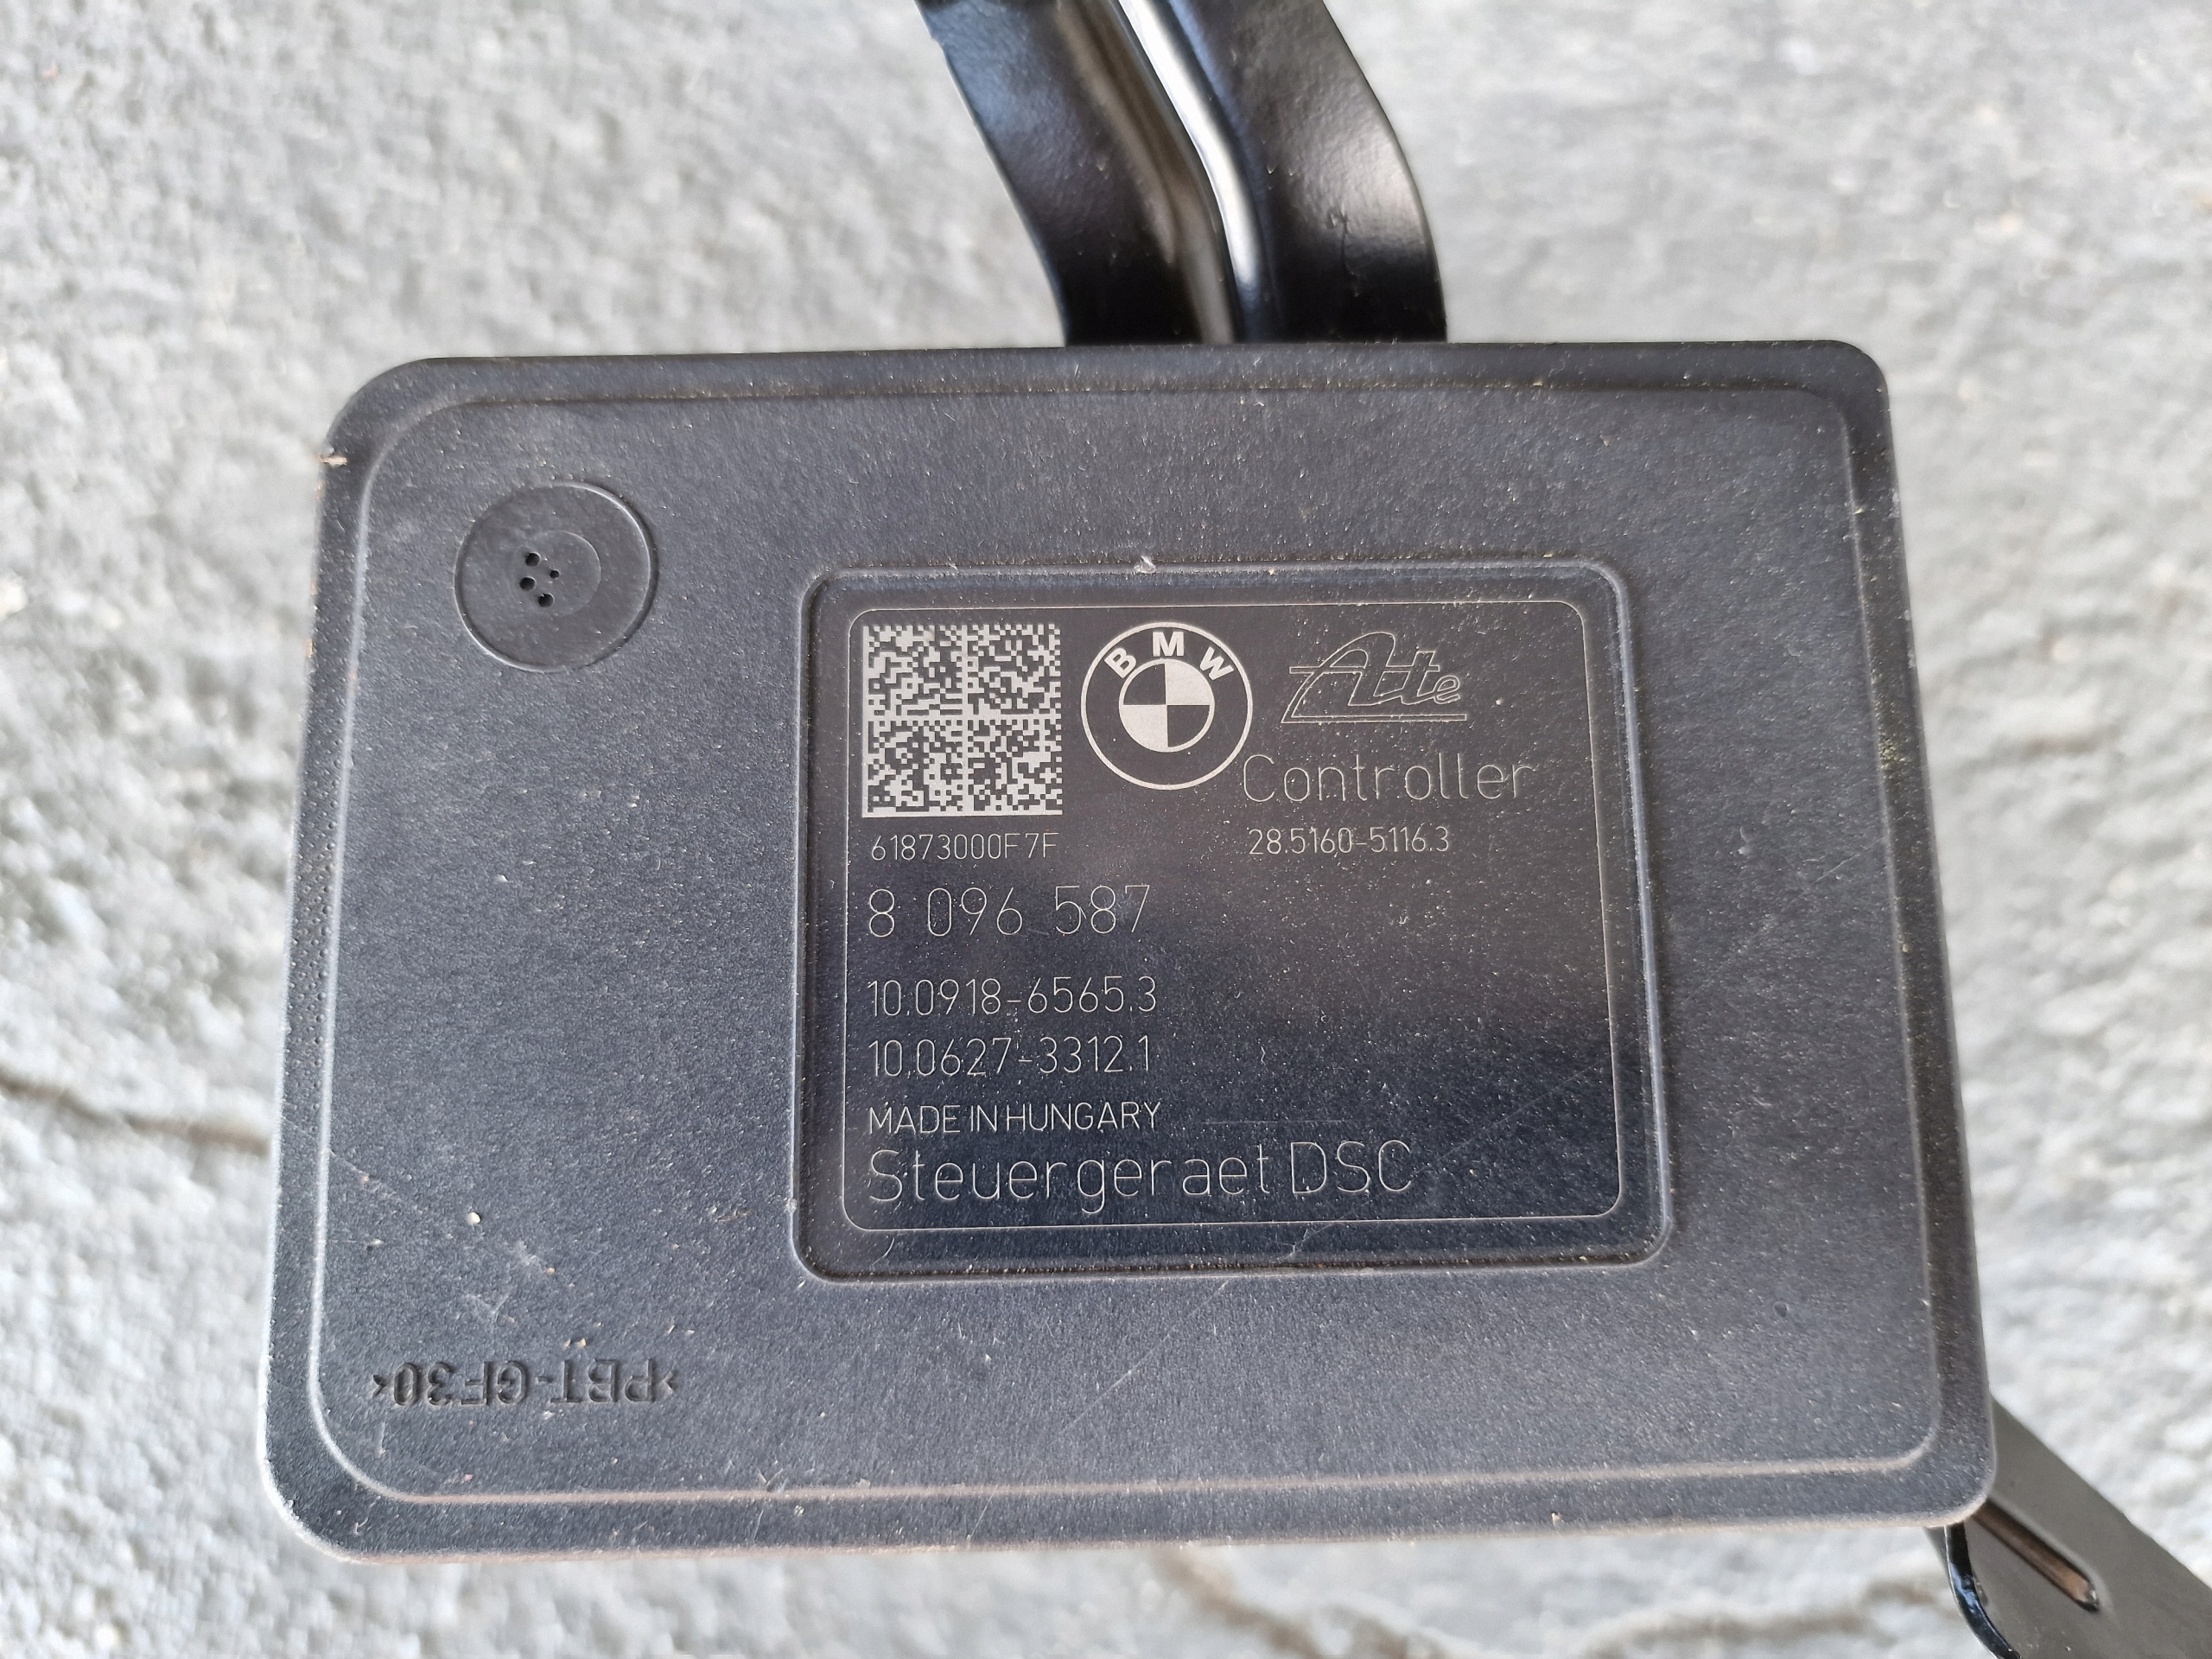 BMW
Ate
Controller
61873000F7F
28.5160-5116.3
8 096 587
10.0918-6565.3
10.0627-3312.1
MADE IN HUNGARY
Steuergeraet DSC
>PBT-GF30<